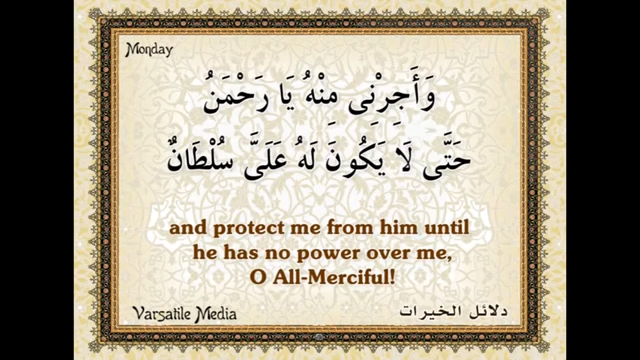 Monday
وَأَجِرْنِى مِنْهُ يَا رَحْمَنُ
حَتَّى لَا يَكُونَ لَهُ عَلَىَّ سُلْطَانٌ
and protect me from him until
he has no power over me,
O All-Merciful!
Varsatile Media
دلائل الخيرات